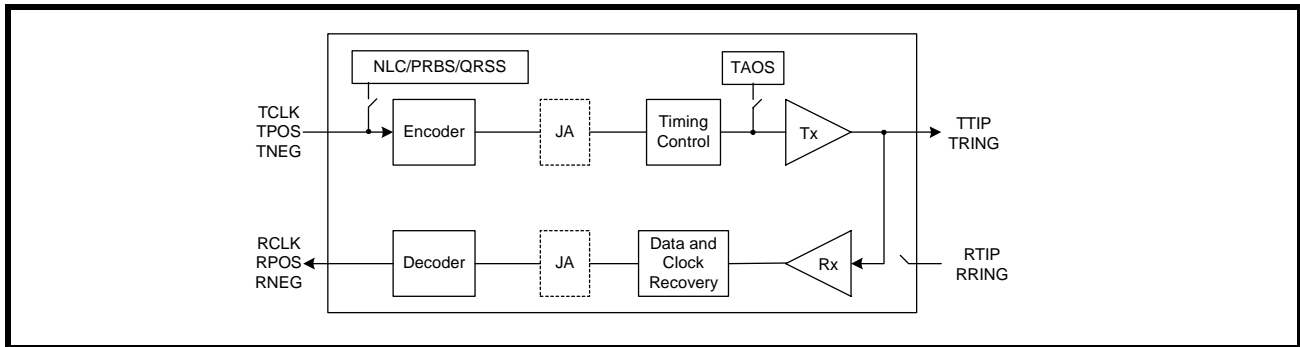 NLC/PRBS/QRSS
TAOS
TCLK
TPOS
TNEG
Encoder
JA
Timing
Control
Tx
TTIP
TRING
RCLK
RPOS
RNEG
Decoder
JA
Data and
Clock
Recovery
Rx
RTIP
RRING